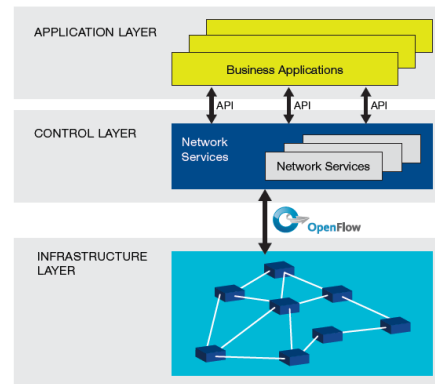 APPLICATION LAYER
Business Applications
API API API
CONTROL LAYER
Network
Services
Network Services
OpenFlow
INFRASTRUCTURE
LAYER